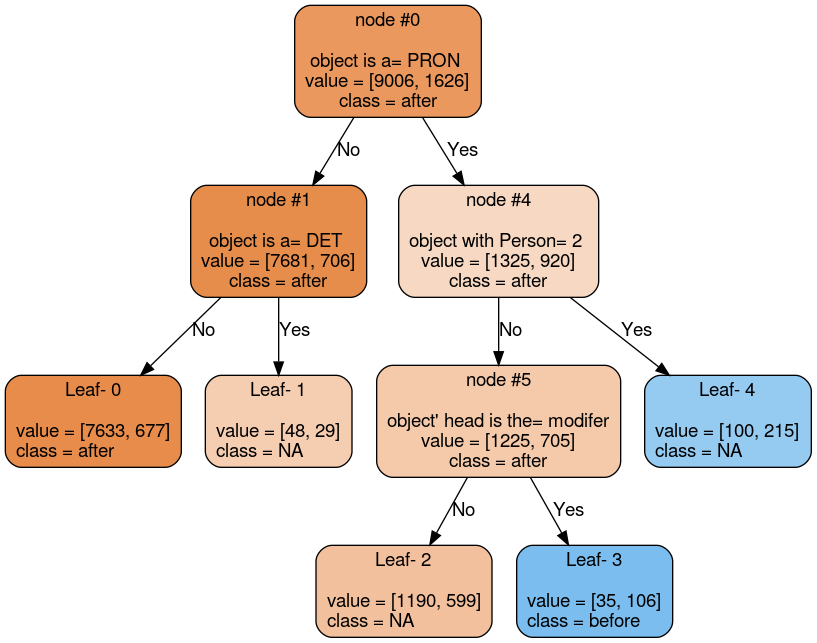 node #0
object is a= PRON
value = [9006, 1626]
class = after
No
Yes
node #1
object is a= DET
value = [7681, 706]
class = after
node #4
object with Person= 2
value = [1325, 920]
class = after
No
Yes
No
Yes
Leaf- 0
value = [7633, 677]
class = after
Leaf- 1
value = [48, 29]
class = NA
node #5
object' head is the= modifer
value = [1225, 705]
class = after
Leaf- 4
value = [100, 215]
class = NA
No
Yes
Leaf- 2
value = [1190, 599]
class = NA
Leaf- 3
value = [35, 106]
class = before